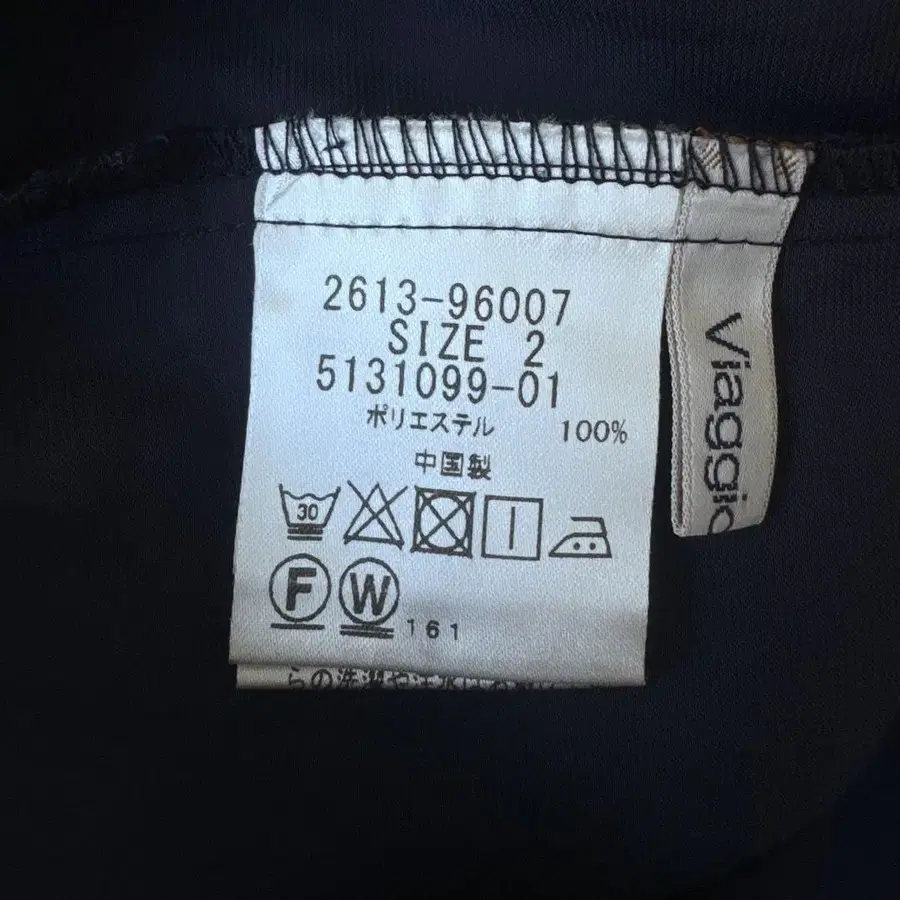 2613-96007
SIZE 2
5131099-01
ポリエステル 100%
中国製
30
F W 161
Viaggio